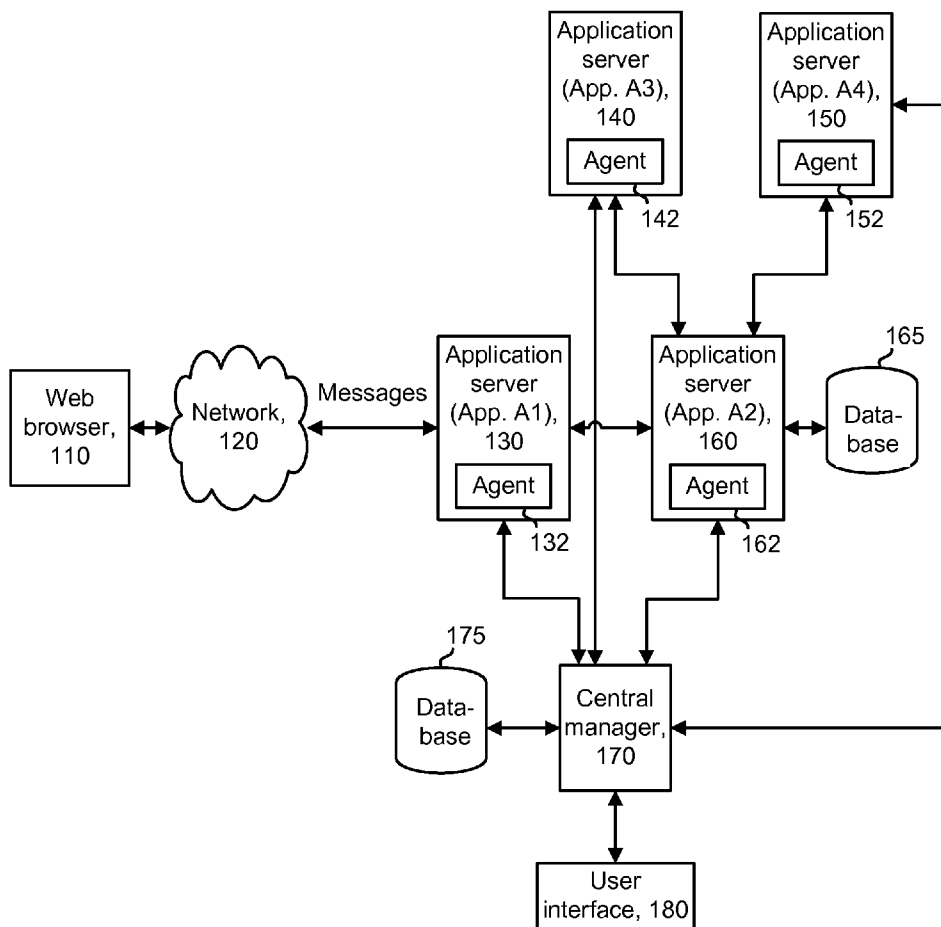 Application
server
(App. A3),
140
Agent
142
Application
server
(App. A4),
150
Agent
152
Web
browser,
110
Network,
120
Messages
Application
server
(App. A1),
130
Agent
132
Application
server
(App. A2),
160
Agent
162
165
Data-
base
175
Data-
base
Central
manager,
170
User
interface, 180